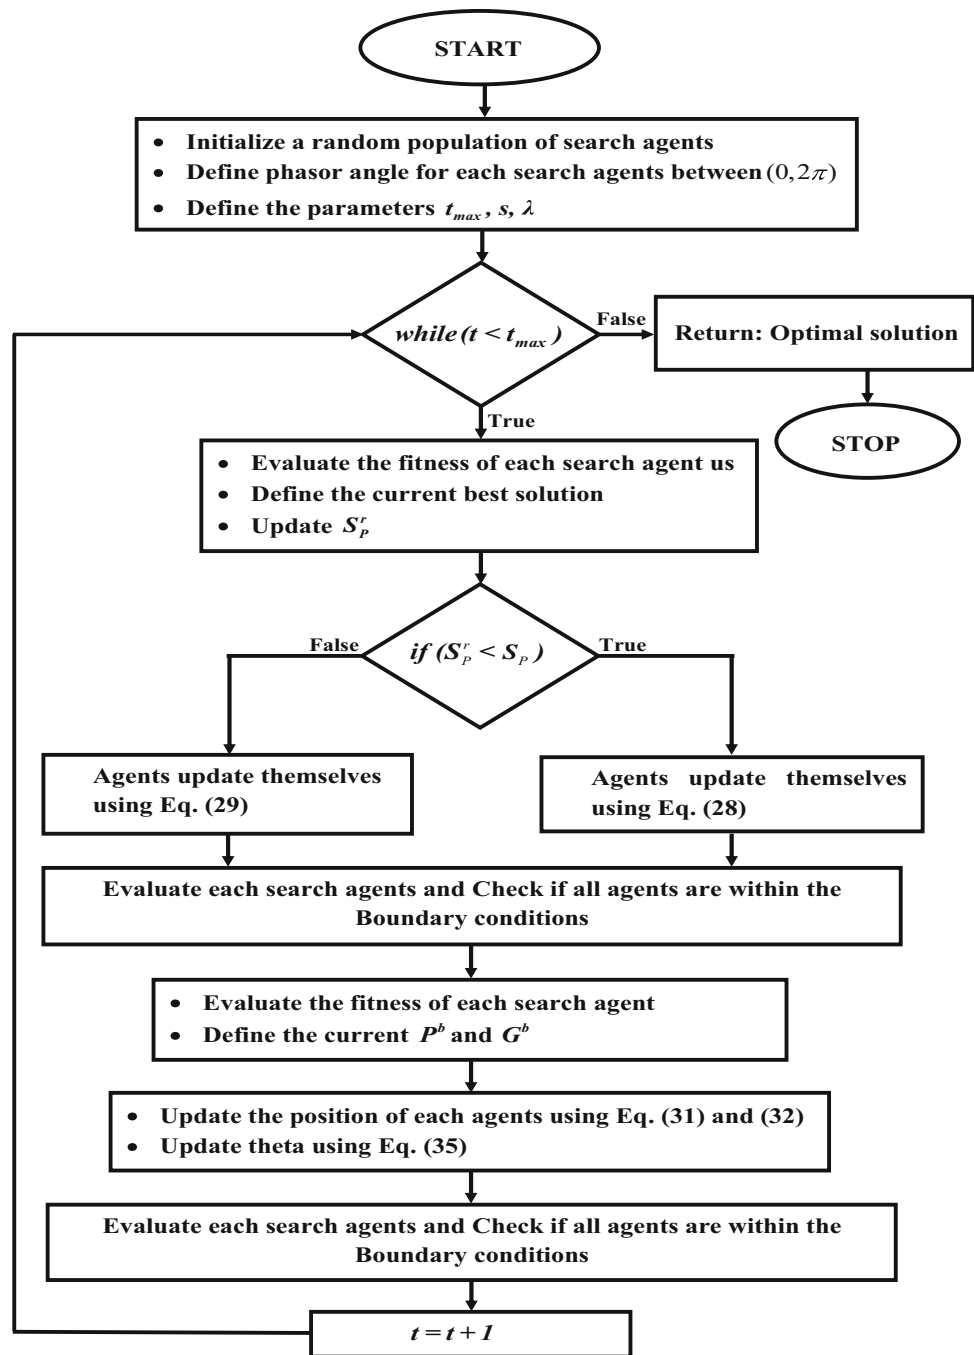 START
• Initialize a random population of search agents
• Define phasor angle for each search agents between (0,2π)
• Define the parameters t_max, s, λ
while(t < t_max)
False
Return: Optimal solution
True
STOP
• Evaluate the fitness of each search agent us
• Define the current best solution
• Update S_P^r
False
if (S_P^r < S_P)
True
Agents update themselves
using Eq. (29)
Agents update themselves
using Eq. (28)
Evaluate each search agents and Check if all agents are within the
Boundary conditions
• Evaluate the fitness of each search agent
• Define the current P^b and G^b
• Update the position of each agents using Eq. (31) and (32)
• Update theta using Eq. (35)
Evaluate each search agents and Check if all agents are within the
Boundary conditions
t = t + 1